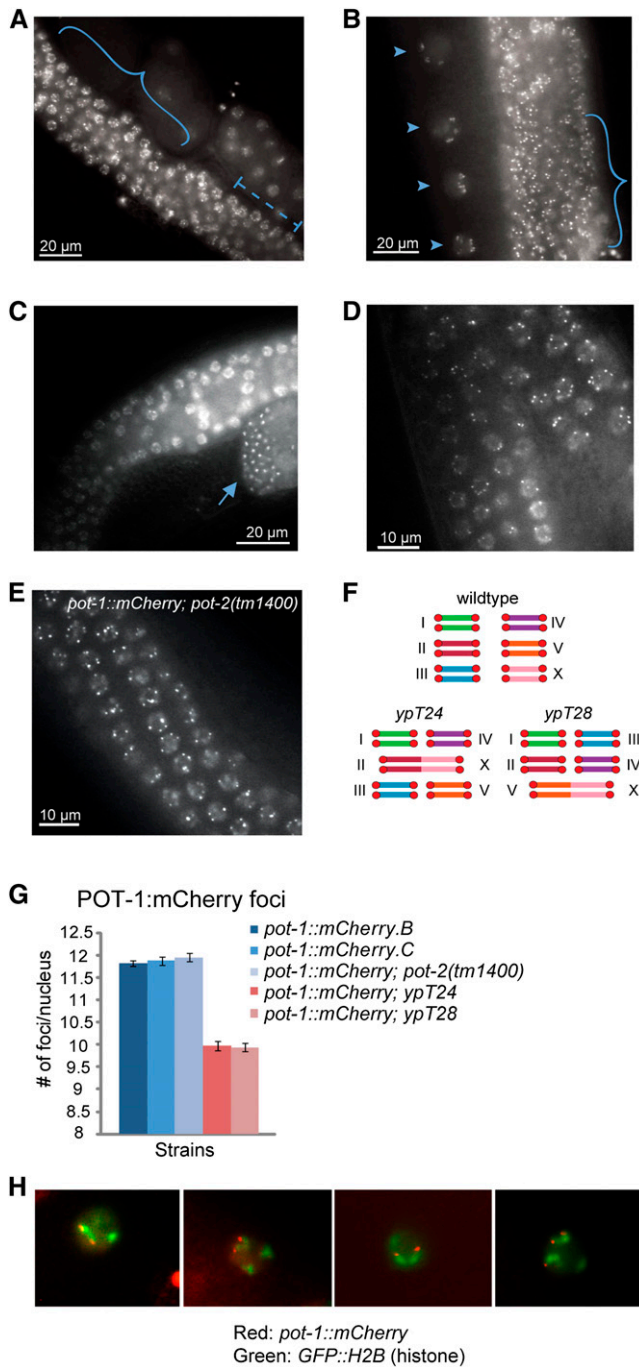 A
20 µm
B
20 µm
C
20 µm
D
10 µm
E
pot-1::mCherry; pot-2(tm1400)
10 µm
F
wildtype
I
IV
II
V
III
X
ypT24
ypT28
I
IV
I
III
II
X
II
IV
III
V
V
X
G
POT-1:mCherry foci
12.5
12
11.5
11
10.5
10
9.5
9
8.5
8
# of foci/nucleus
Strains
pot-1::mCherry.B
pot-1::mCherry.C
pot-1::mCherry; pot-2(tm1400)
pot-1::mCherry; ypT24
pot-1::mCherry; ypT28
H
Red: pot-1::mCherry
Green: GFP::H2B (histone)